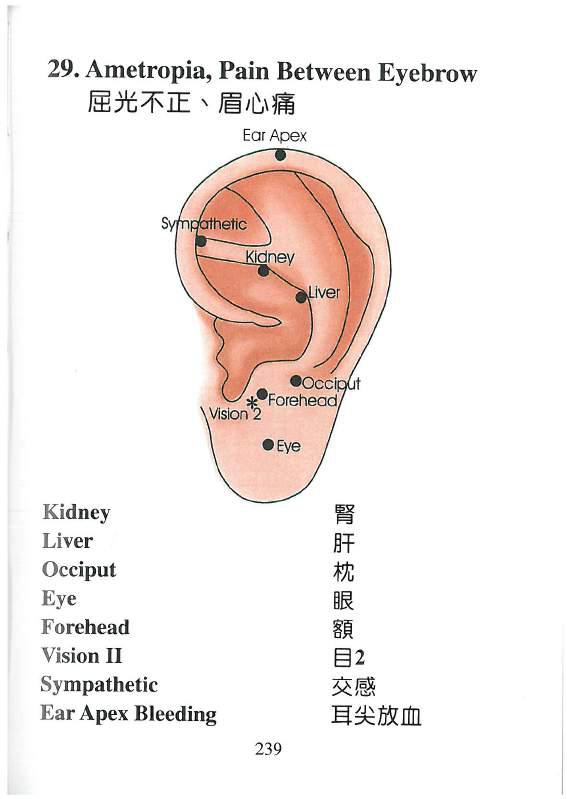 29. Ametropia, Pain Between Eyebrow
屈光不正、眉心痛
Ear Apex
Sympathetic
Kidney
Liver
Occiput
Forehead
Vision 2
Eye
Kidney 腎
Liver 肝
Occiput 枕
Eye 眼
Forehead 額
Vision II 目2
Sympathetic 交感
Ear Apex Bleeding 耳尖放血
239